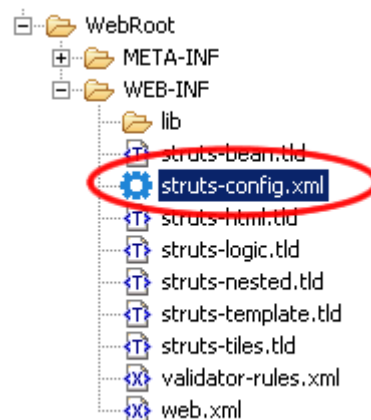 WebRoot
META-INF
WEB-INF
lib
struts-bean.tld
struts-config.xml
struts-html.tld
struts-logic.tld
struts-nested.tld
struts-template.tld
struts-tiles.tld
validator-rules.xml
web.xml